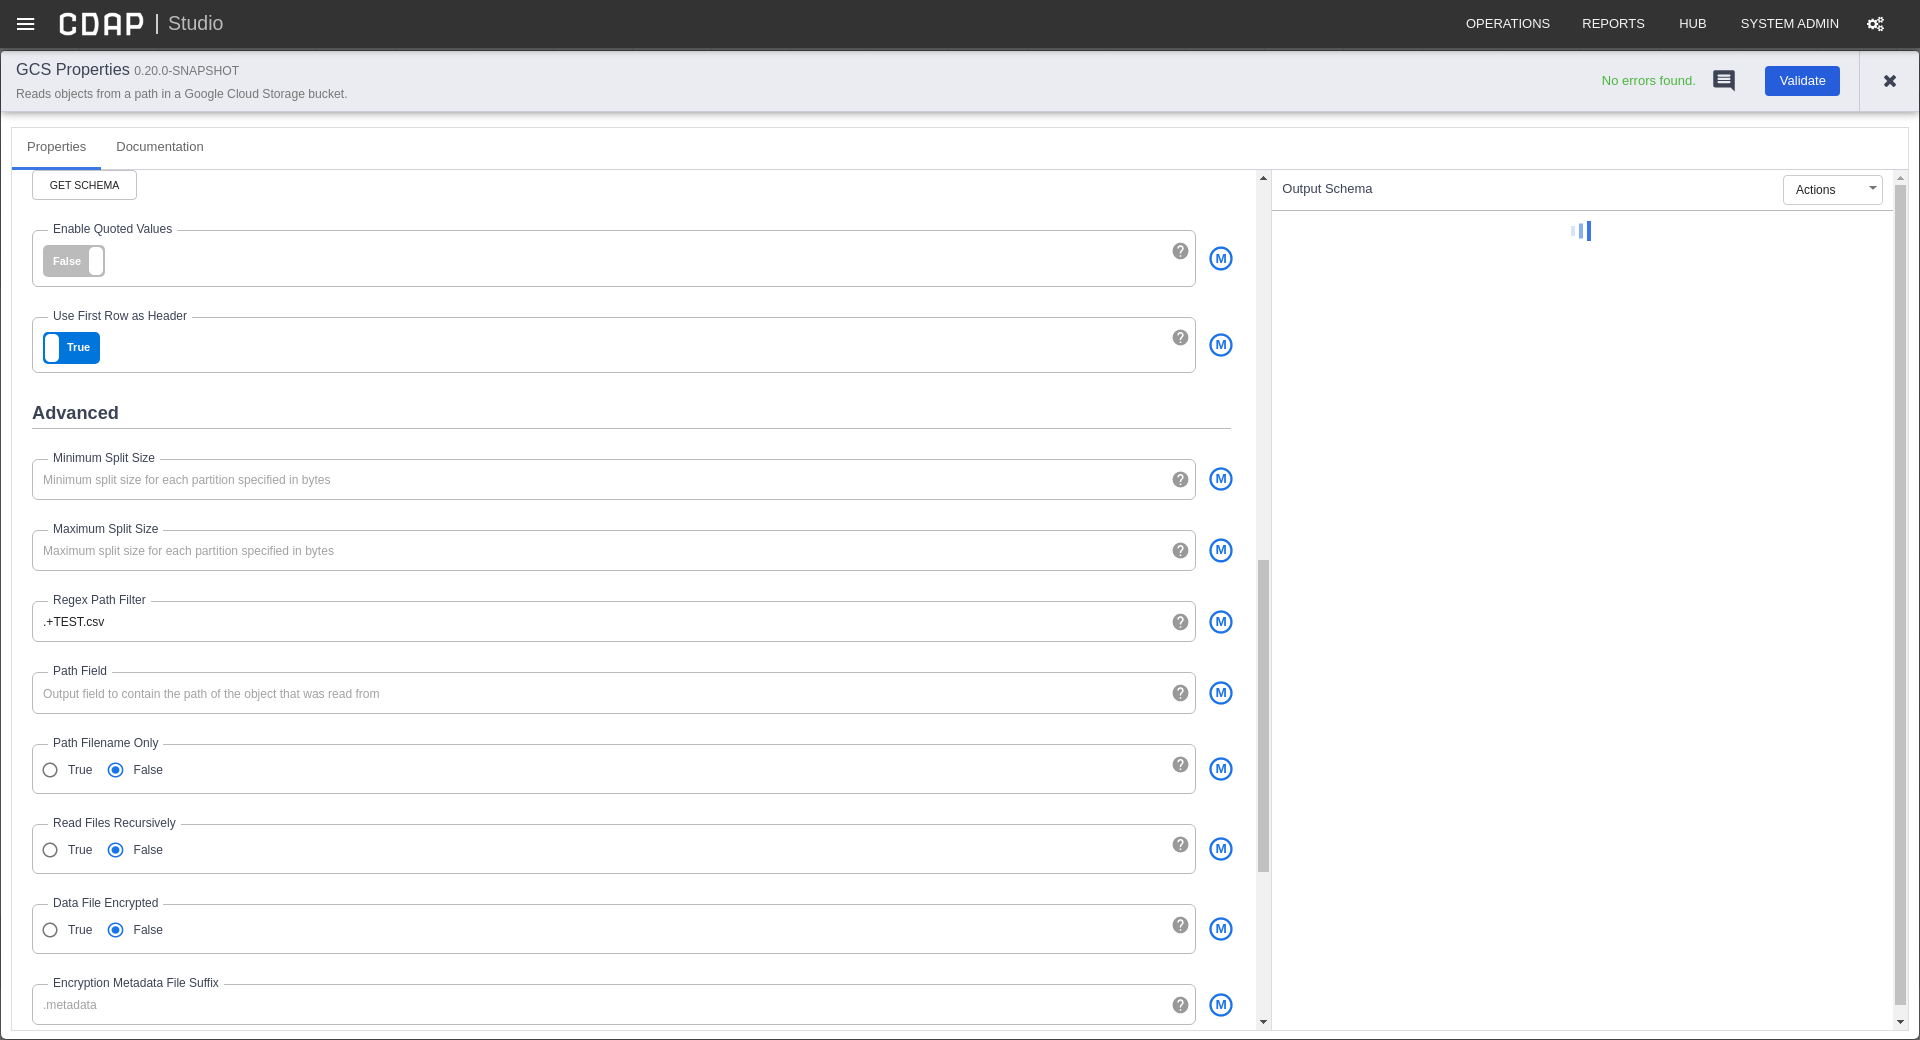 CDAP | Studio
OPERATIONS REPORTS HUB SYSTEM ADMIN
GCS Properties 0.20.0-SNAPSHOT
Reads objects from a path in a Google Cloud Storage bucket.
No errors found.
Validate
Properties Documentation
GET SCHEMA
Enable Quoted Values
False
M
Use First Row as Header
True
M
Advanced
Minimum Split Size
Minimum split size for each partition specified in bytes
M
Maximum Split Size
Maximum split size for each partition specified in bytes
M
Regex Path Filter
.+TEST.csv
M
Path Field
Output field to contain the path of the object that was read from
M
Path Filename Only
True False
M
Read Files Recursively
True False
M
Data File Encrypted
True False
M
Encryption Metadata File Suffix
.metadata
M
Output Schema
Actions